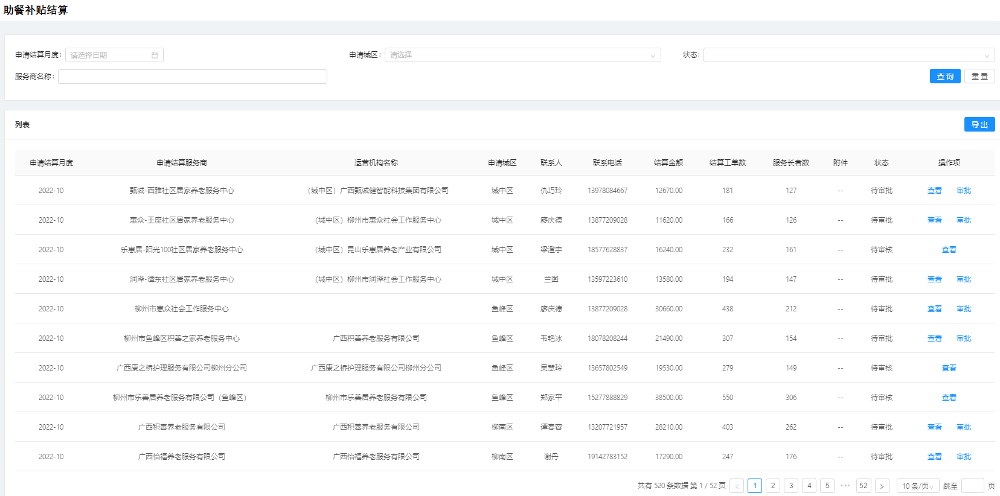 助餐补贴结算
申请结算月度： 请选择日期 申请城区： 请选择 状态：
服务商名称： 查 询 重 置
列表 导 出
申请结算月度 申请结算服务商 运营机构名称 申请城区 联系人 联系电话 结算金额 结算工单数 服务长者数 附件 状态 操作项
2022-10 甄诚-西雅社区居家养老服务中心 （城中区）广西甄诚健智能科技集团有限公司 城中区 仇巧玲 13978084667 12670.00 181 127 -- 待审批 查看 审批
2022-10 惠众-王座社区居家养老服务中心 （城中区）柳州市惠众社会工作服务中心 城中区 廖庆德 13877209028 11620.00 166 126 -- 待审批 查看 审批
2022-10 乐惠居-阳光100社区居家养老服务中心 （城中区）昆山乐惠居养老产业有限公司 城中区 梁澄宇 18577628837 16240.00 232 161 -- 待审核 查看
2022-10 润泽-潭东社区居家养老服务中心 （城中区）柳州市润泽社会工作服务中心 城中区 兰图 13597223610 13580.00 194 147 -- 待审批 查看 审批
2022-10 柳州市惠众社会工作服务中心 鱼峰区 廖庆德 13877209028 30660.00 438 212 -- 待审批 查看 审批
2022-10 柳州市鱼峰区积善之家养老服务中心 广西积善养老服务有限公司 鱼峰区 韦艳冰 18078208244 21490.00 307 154 -- 待审批 查看 审批
2022-10 广西康之桥护理服务有限公司柳州分公司 广西康之桥护理服务有限公司柳州分公司 鱼峰区 吴慧玲 13657802549 19530.00 279 149 -- 待审核 查看
2022-10 柳州市乐善居养老服务有限公司（鱼峰区） 柳州市乐善居养老服务有限公司 鱼峰区 郑家平 15277888829 38500.00 550 306 -- 待审核 查看
2022-10 广西积善养老服务有限公司 广西积善养老服务有限公司 柳南区 谭春容 13207721957 28210.00 403 262 -- 待审批 查看 审批
2022-10 广西怡福养老服务有限公司 广西怡福养老服务有限公司 柳南区 谢丹 19142783152 17290.00 247 176 -- 待审批 查看 审批
共有 520 条数据 第 1 / 52 页 < 1 2 3 4 5 ••• 52 > 10 条/页 跳至 页